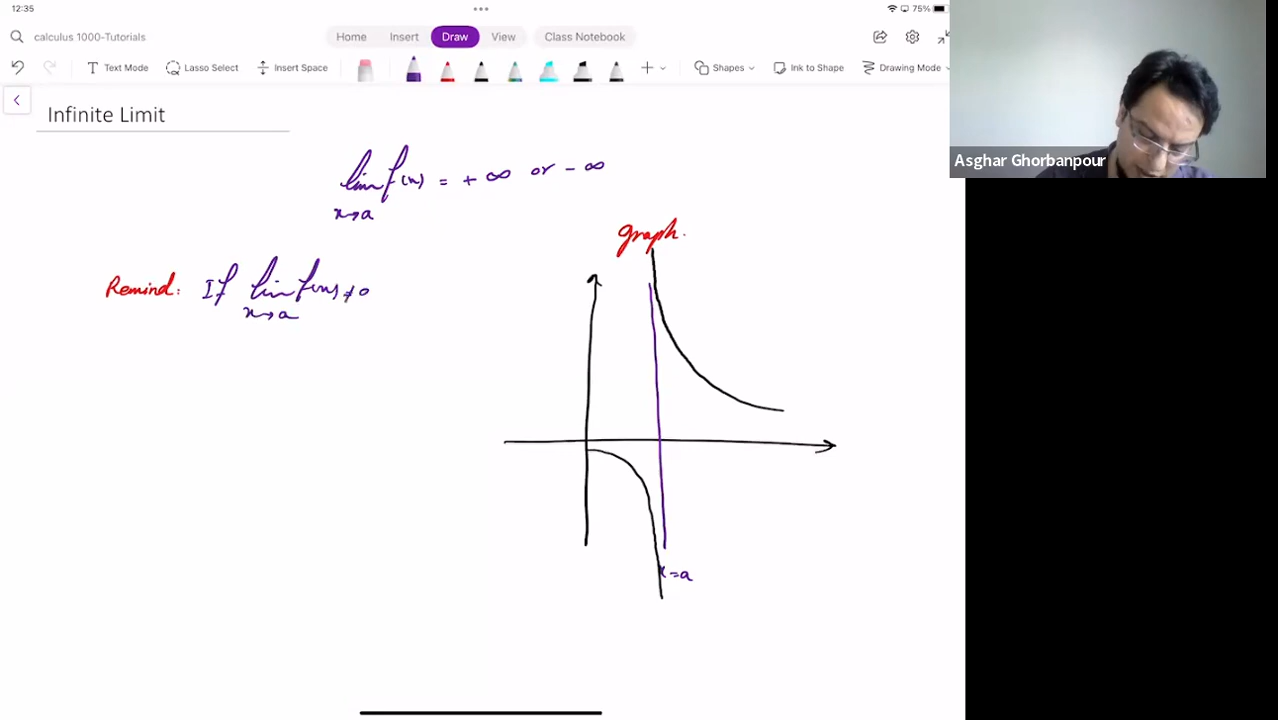 12:35
75%
calculus 1000-Tutorials
Home Insert Draw View Class Notebook
Text Mode Lasso Select Insert Space Shapes Ink to Shape Drawing Mode
Infinite Limit
lim f(x) = + ∞ or - ∞
x→a
graph.
Remind: If lim f(x) ≠ 0
x→a
x=a
Asghar Ghorbanpour